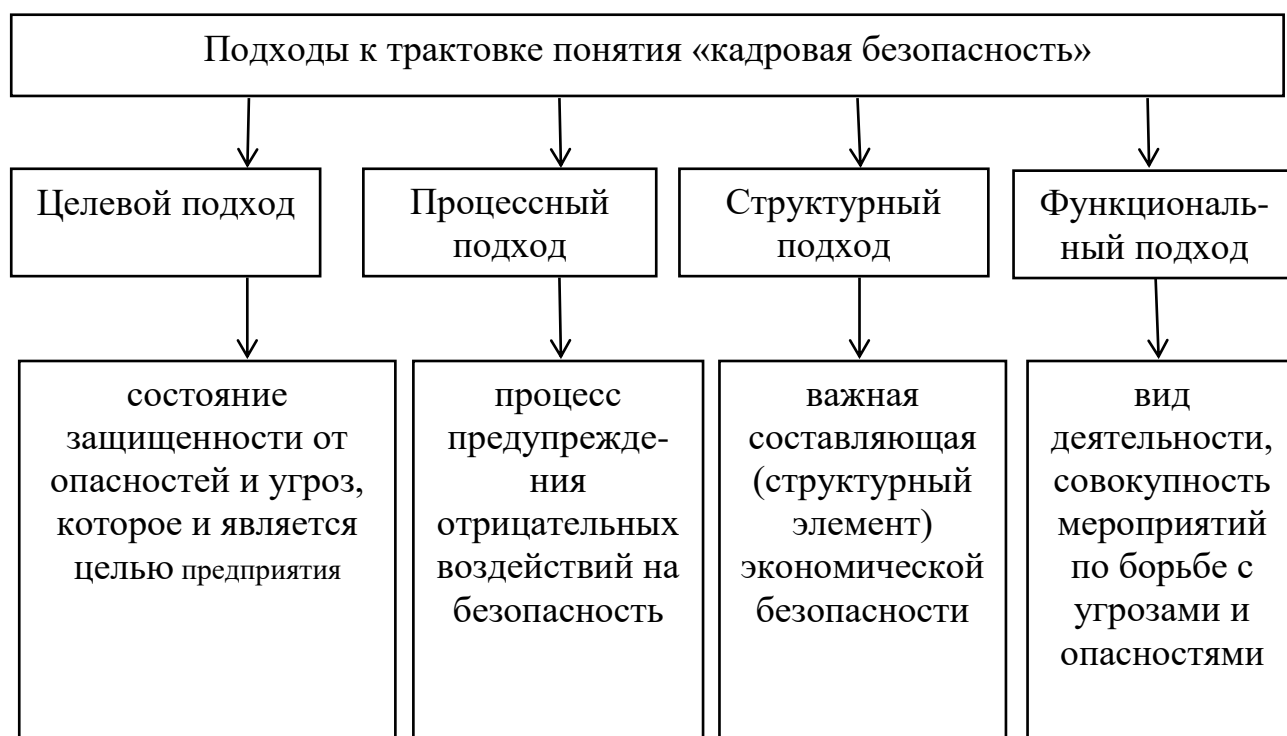 Подходы к трактовке понятия «кадровая безопасность»
Целевой подход
Процессный
подход
Структурный
подход
Функциональ-
ный подход
состояние
защищенности от
опасностей и угроз,
которое и является
целью предприятия
процесс
предупрежде-
ния
отрицательных
воздействий на
безопасность
важная
составляющая
(структурный
элемент)
экономической
безопасности
вид
деятельности,
совокупность
мероприятий
по борьбе с
угрозами и
опасностями